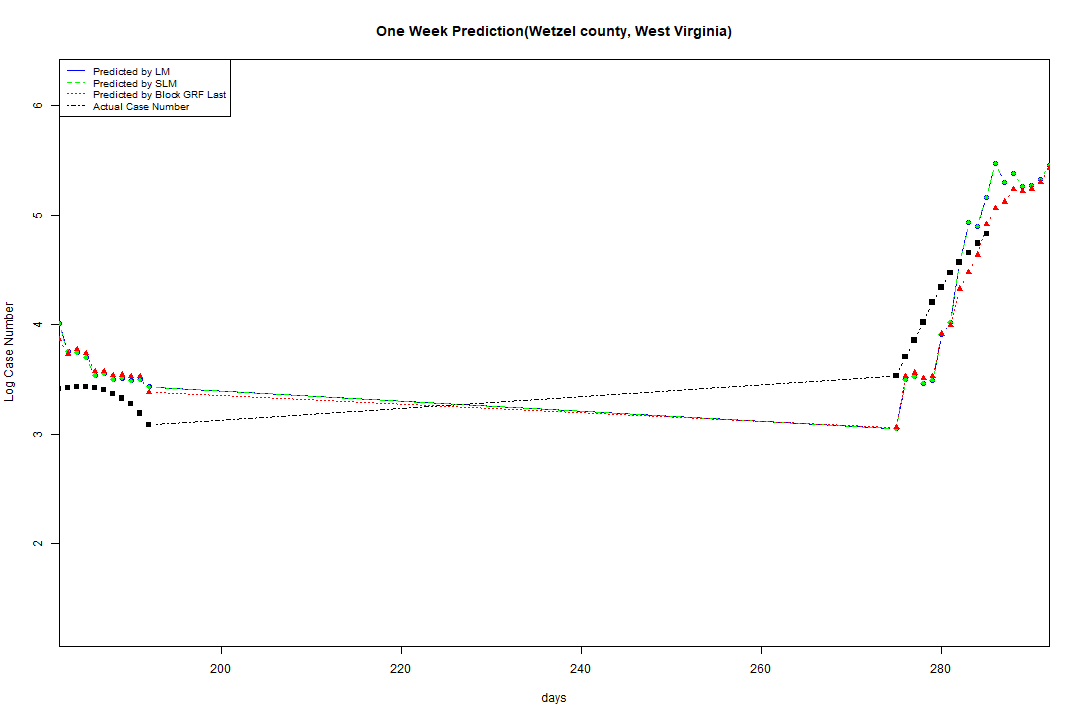 One Week Prediction(Wetzel county, West Virginia)
Predicted by LM
Predicted by SLM
Predicted by Block GRF Last
Actual Case Number
6
5
4
3
2
Log Case Number
200 220 240 260 280
days